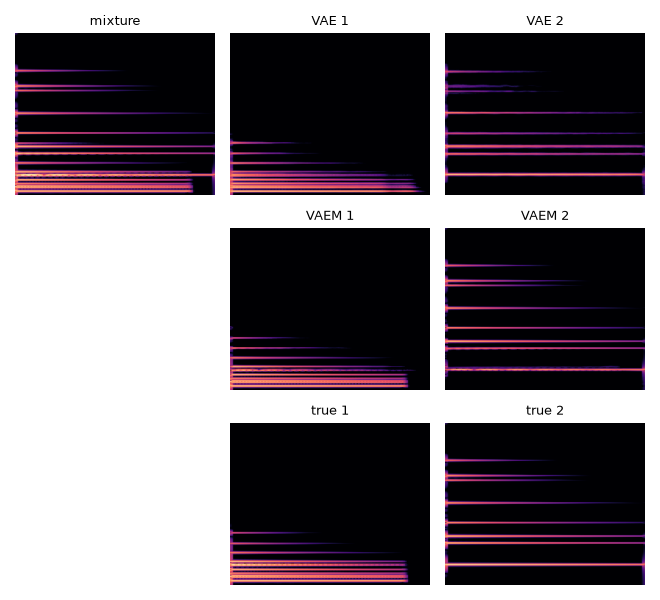 mixture
VAE 1
VAE 2
VAEM 1
VAEM 2
true 1
true 2